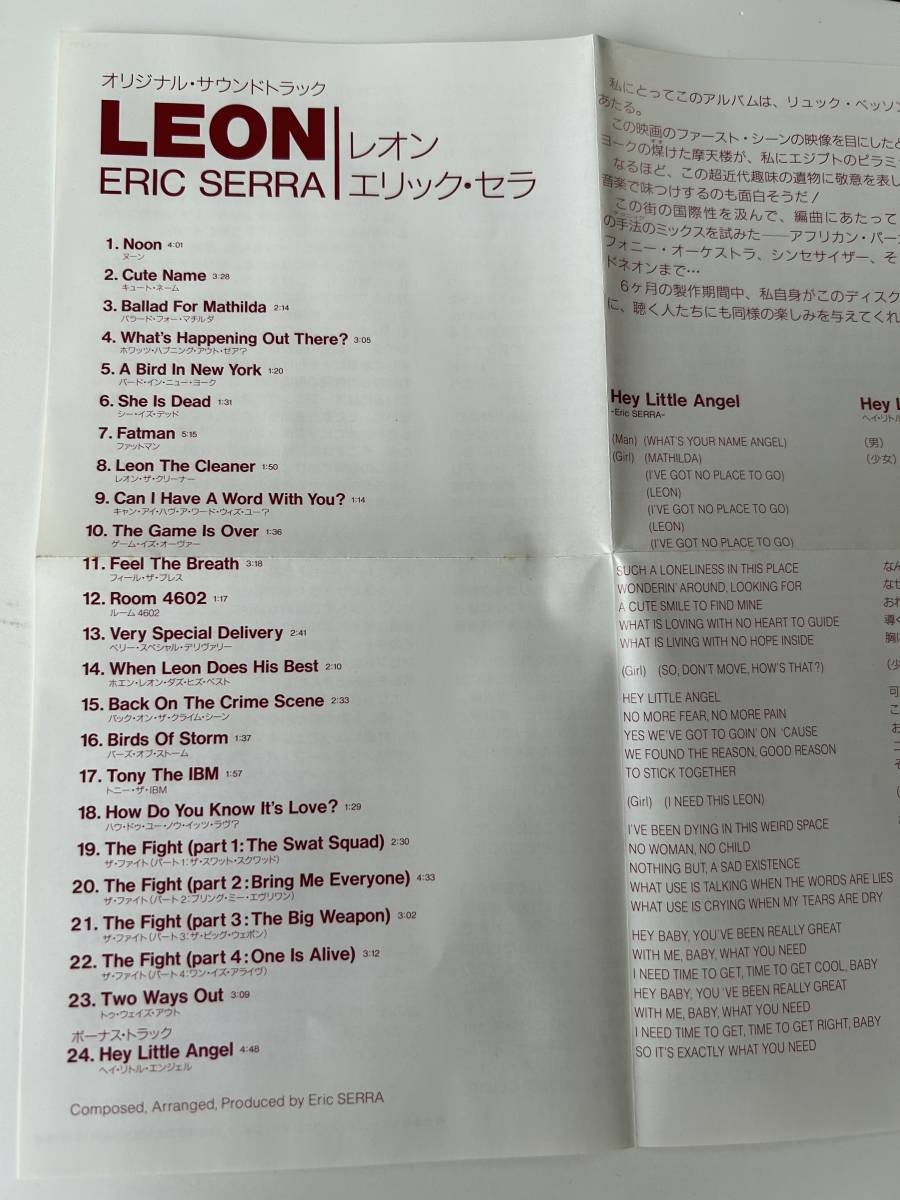 オリジナル・サウンドトラック
LEON
ERIC SERRA
レオン
エリック・セラ
1. Noon 4:01
ヌーン
2. Cute Name 3:28
キュート・ネーム
3. Ballad For Mathilda 2:14
バラード・フォー・マチルダ
4. What's Happening Out There? 3:05
ホワッツ・ハプニング・アウト・ゼア?
5. A Bird In New York 1:20
バード・イン・ニュー・ヨーク
6. She Is Dead 1:31
シー・イズ・デッド
7. Fatman 5:15
ファットマン
8. Leon The Cleaner 1:50
レオン・ザ・クリーナー
9. Can I Have A Word With You? 1:14
キャン・アイ・ハヴ・ア・ワード・ウィズ・ユー?
10. The Game Is Over 1:36
ゲーム・イズ・オーヴァー
11. Feel The Breath 3:18
フィール・ザ・ブレス
12. Room 4602 1:17
ルーム 4602
13. Very Special Delivery 2:41
ベリー・スペシャル・デリヴァリー
14. When Leon Does His Best 2:10
ホエン・レオン・ダズ・ヒズ・ベスト
15. Back On The Crime Scene 2:33
バック・オン・ザ・クライム・シーン
16. Birds Of Storm 1:37
バーズ・オブ・ストーム
17. Tony The IBM 1:57
トニー・ザ・IBM
18. How Do You Know It's Love? 1:29
ハウ・ドゥ・ユー・ノウ・イッツ・ラヴ?
19. The Fight (part 1: The Swat Squad) 2:30
ザ・ファイト(パート1:ザ・スワット・スクワッド)
20. The Fight (part 2: Bring Me Everyone) 4:33
ザ・ファイト(パート2:ブリング・ミー・エヴリワン)
21. The Fight (part 3: The Big Weapon) 3:02
ザ・ファイト(パート3:ザ・ビッグ・ウェポン)
22. The Fight (part 4: One Is Alive) 3:12
ザ・ファイト(パート4:ワン・イズ・アライヴ)
23. Two Ways Out 3:09
トゥ・ウェイズ・アウト
ボーナス・トラック
24. Hey Little Angel 4:48
ヘイ・リトル・エンジェル
Composed, Arranged, Produced by Eric SERRA
私にとってこのアルバムは、リュック・ベッソン
あたる。
この映画のファースト・シーンの映像を目にしたと
ヨークの煤けた摩天楼が、私にエジプトのピラミッ
なるほど、この超近代趣味の遺物に敬意を表し
音楽で味つけするのも面白そうだ!
この街の国際性を汲んで、編曲にあたって
の手法のミックスを試みた——アフリカン・パー
フォニー・オーケストラ、シンセサイザー、そ
ドネオンまで…
6ヶ月の製作期間中、私自身がこのディスク
に、聴く人たちにも同様の楽しみを与えてくれ
Hey Little Angel
-Eric SERRA-
(Man) (WHAT'S YOUR NAME ANGEL)
(Girl) (MATHILDA)
(I'VE GOT NO PLACE TO GO)
(LEON)
(I'VE GOT NO PLACE TO GO)
(LEON)
(I'VE GOT NO PLACE TO GO)
SUCH A LONELINESS IN THIS PLACE
WONDERIN' AROUND, LOOKING FOR
A CUTE SMILE TO FIND MINE
WHAT IS LOVING WITH NO HEART TO GUIDE
WHAT IS LIVING WITH NO HOPE INSIDE
(Girl) (SO, DON'T MOVE, HOW'S THAT?)
HEY LITTLE ANGEL
NO MORE FEAR, NO MORE PAIN
YES WE'VE GOT TO GOIN' ON 'CAUSE
WE FOUND THE REASON, GOOD REASON
TO STICK TOGETHER
(Girl) (I NEED THIS LEON)
I'VE BEEN DYING IN THIS WEIRD SPACE
NO WOMAN, NO CHILD
NOTHING BUT, A SAD EXISTENCE
WHAT USE IS TALKING WHEN THE WORDS ARE LIES
WHAT USE IS CRYING WHEN MY TEARS ARE DRY
HEY BABY, YOU'VE BEEN REALLY GREAT
WITH ME, BABY, WHAT YOU NEED
I NEED TIME TO GET, TIME TO GET COOL, BABY
HEY BABY, YOU'VE BEEN REALLY GREAT
WITH ME, BABY, WHAT YOU NEED
I NEED TIME TO GET, TIME TO GET RIGHT, BABY
SO IT'S EXACTLY WHAT YOU NEED
Hey L
ヘイ・リトル
(男)
(少女)
なん
なぜ
おれ
導く
胸に
(少
可
こ
お